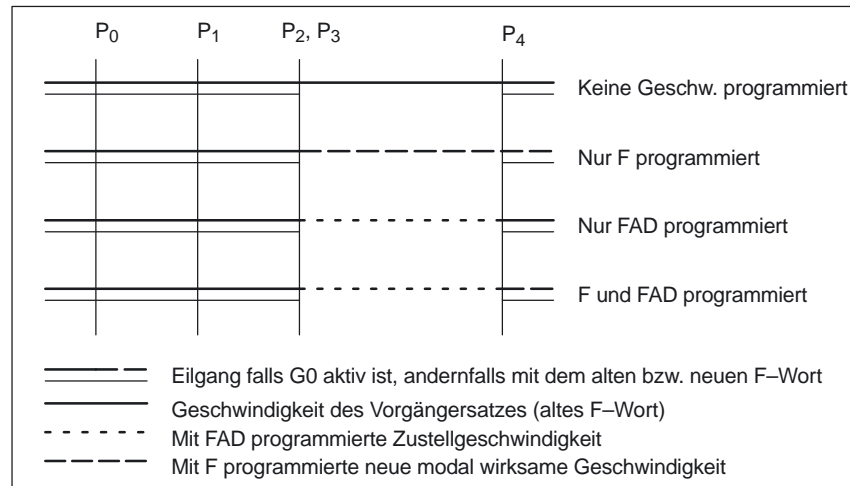 P0 P1 P2, P3 P4
Keine Geschw. programmiert
Nur F programmiert
Nur FAD programmiert
F und FAD programmiert
Eilgang falls G0 aktiv ist, andernfalls mit dem alten bzw. neuen F–Wort
Geschwindigkeit des Vorgängersatzes (altes F–Wort)
Mit FAD programmierte Zustellgeschwindigkeit
Mit F programmierte neue modal wirksame Geschwindigkeit